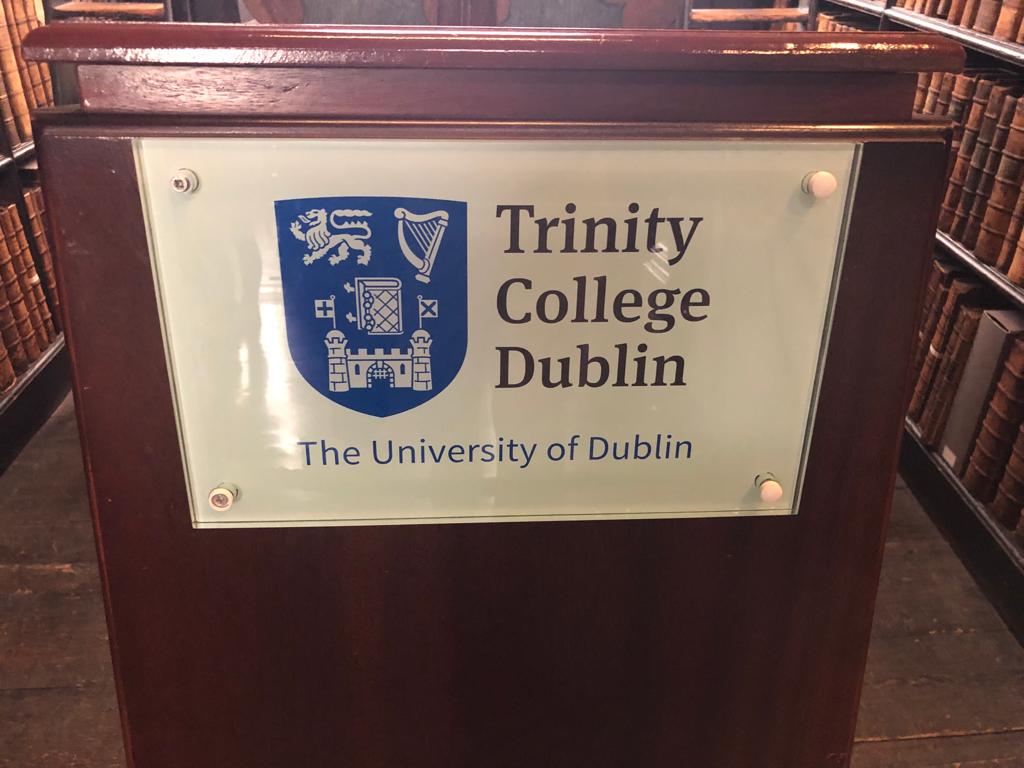 Trinity
College
Dublin
The University of Dublin